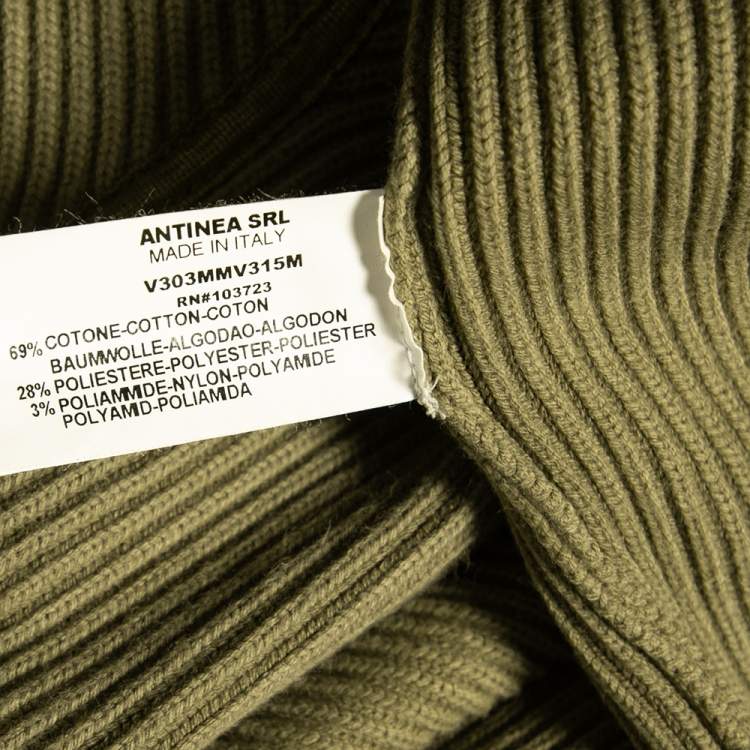 ANTINEA SRL
MADE IN ITALY
V303MMV315M
RN#103723
69% COTONE-COTTON-COTON
BAUMWOLLE-ALGODAO-ALGODON
28% POLIESTERE-POLYESTER-POLIESTER
3% POLIAMMIDE-NYLON-POLYAMIDE
POLYAMID-POLIAMIDA